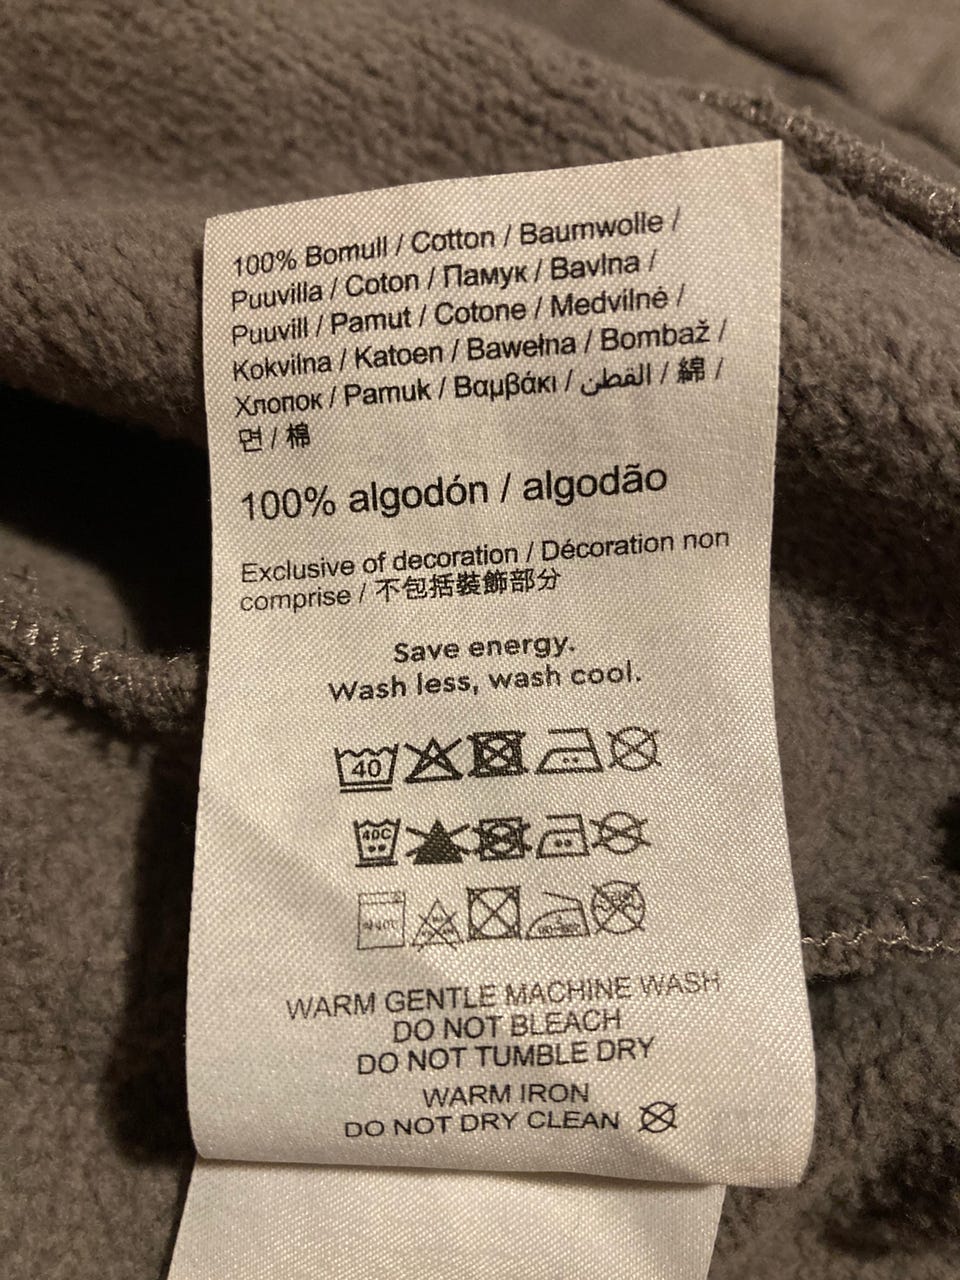 100% Bomull / Cotton / Baumwolle /
Puuvilla / Coton / Памук / Bavlna /
Puuvill / Pamut / Cotone / Medvilnė /
Kokvilna / Katoen / Bawełna / Bombaž /
Хлопок / Pamuk / Βαμβάκι / القطن / 綿 /
면 / 棉
100% algodón / algodão
Exclusive of decoration / Décoration non
comprise / 不包括裝飾部分
Save energy.
Wash less, wash cool.
40
40C
WARM GENTLE MACHINE WASH
DO NOT BLEACH
DO NOT TUMBLE DRY
WARM IRON
DO NOT DRY CLEAN